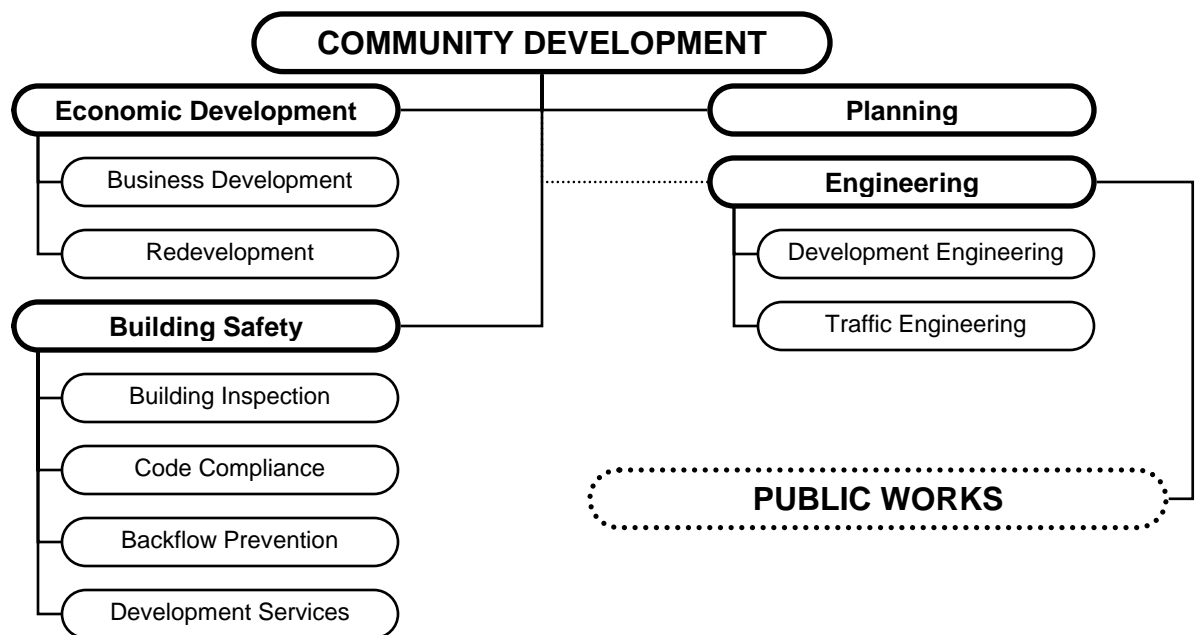 COMMUNITY DEVELOPMENT
Economic Development
Business Development
Redevelopment
Building Safety
Building Inspection
Code Compliance
Backflow Prevention
Development Services
Planning
Engineering
Development Engineering
Traffic Engineering
PUBLIC WORKS